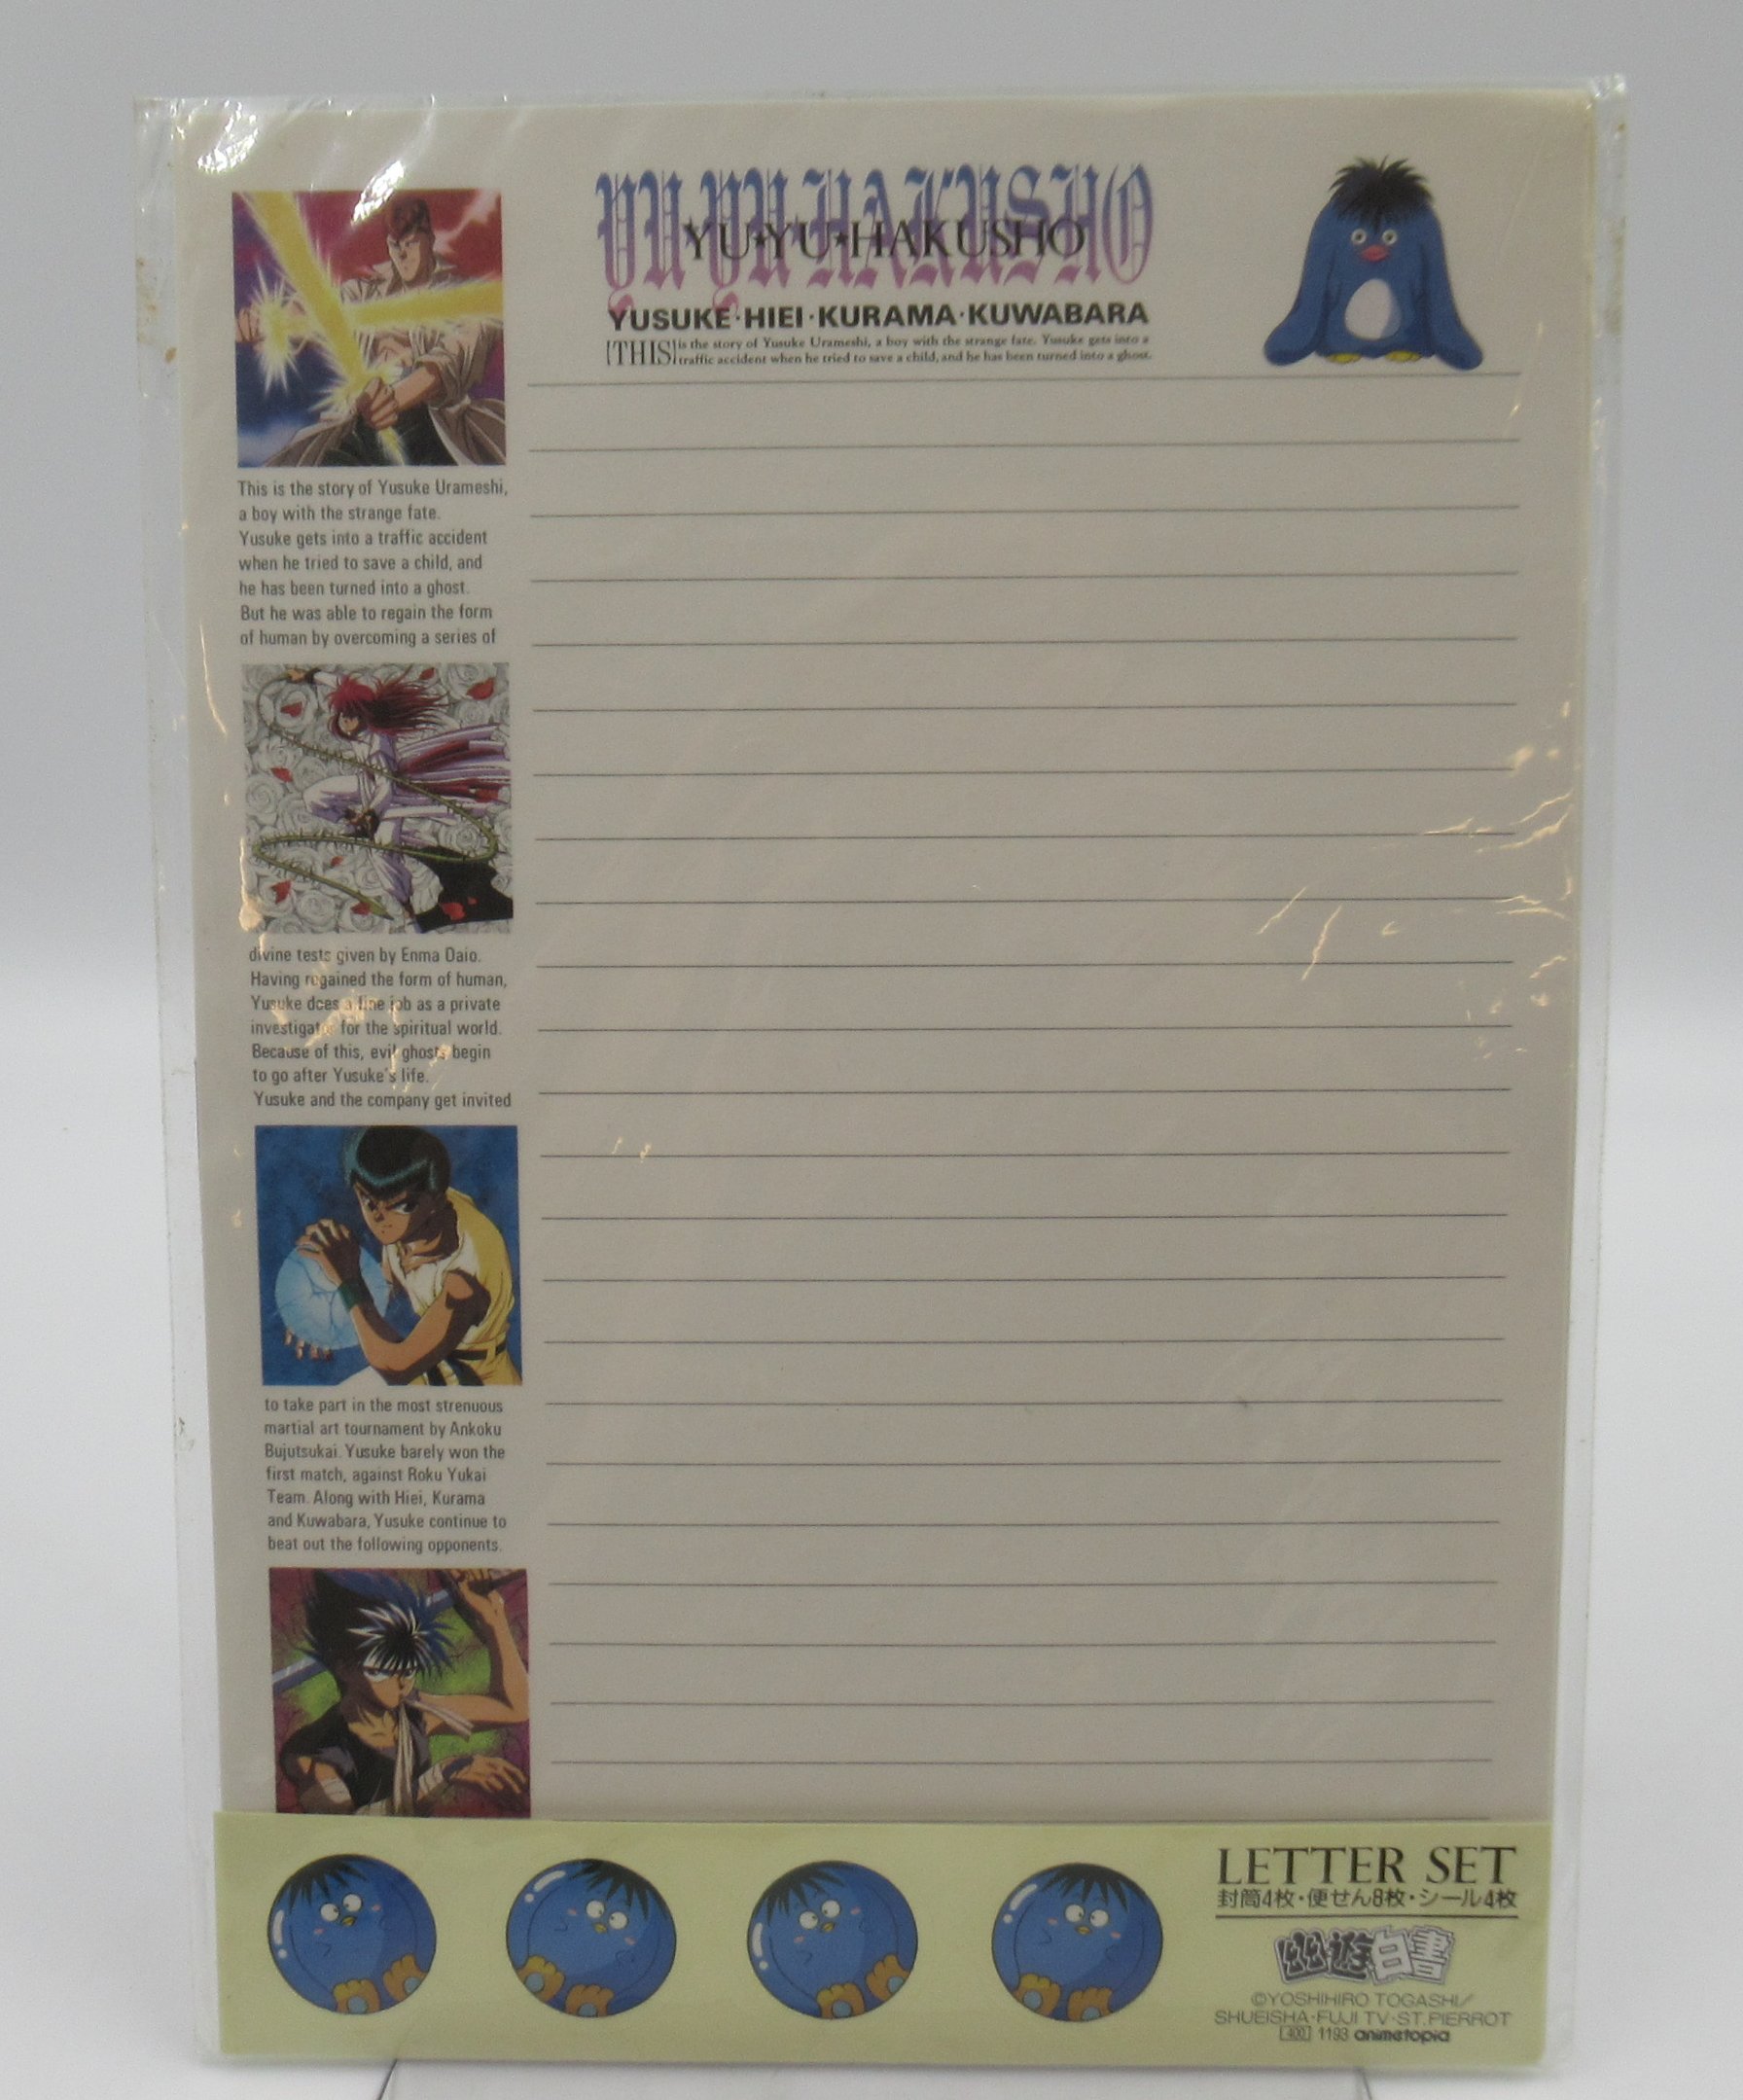 YU YU HAKUSHO
YU★YU★HAKUSHO
YUSUKE·HIEI·KURAMA·KUWABARA
[THIS] is the story of Yusuke Urameshi, a boy with the strange fate. Yusuke gets into a
traffic accident when he tried to save a child, and he has been turned into a ghost.
This is the story of Yusuke Urameshi,
a boy with the strange fate.
Yusuke gets into a traffic accident
when he tried to save a child, and
he has been turned into a ghost.
But he was able to regain the form
of human by overcoming a series of
divine tests given by Enma Daio.
Having regained the form of human,
Yusuke does a fine job as a private
investigator for the spiritual world.
Because of this, evil ghosts begin
to go after Yusuke's life.
Yusuke and the company get invited
to take part in the most strenuous
martial art tournament by Ankoku
Bujutsukai. Yusuke barely won the
first match, against Roku Yukai
Team. Along with Hiei, Kurama
and Kuwabara, Yusuke continue to
beat out the following opponents.
LETTER SET
封筒4枚・便せん8枚・シール4枚
幽遊白書
©YOSHIHIRO TOGASHI/
SHUEISHA·FUJI TV·ST.PIERROT
400 1193 animetopia